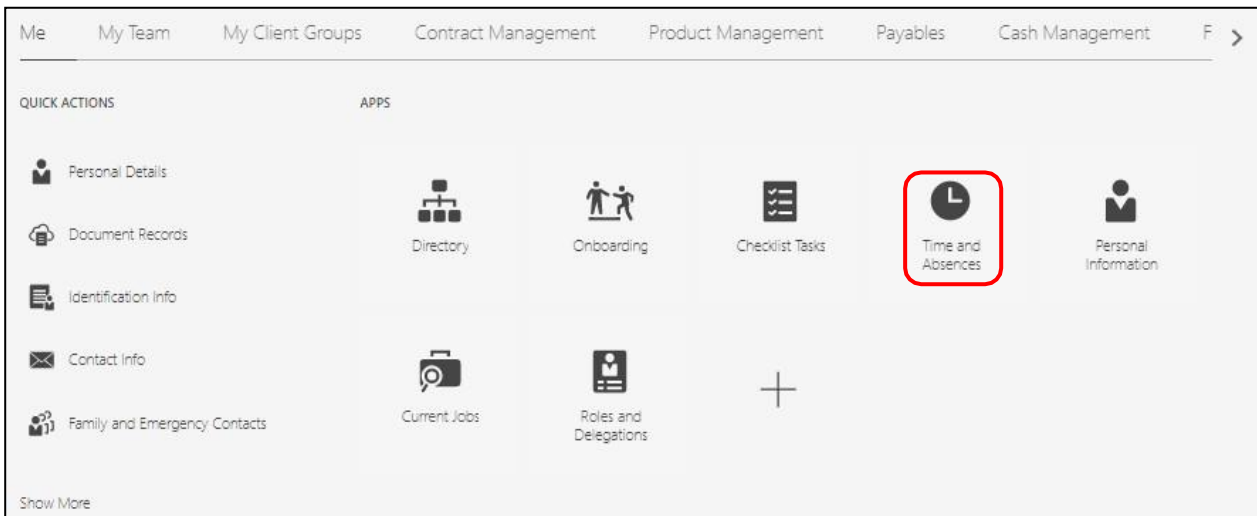 Me My Team My Client Groups Contract Management Product Management Payables Cash Management F
QUICK ACTIONS
Personal Details
Document Records
Identification Info
Contact Info
Family and Emergency Contacts
Show More
APPS
Directory
Onboarding
Checklist Tasks
Time and
Absences
Personal
Information
Current Jobs
Roles and
Delegations